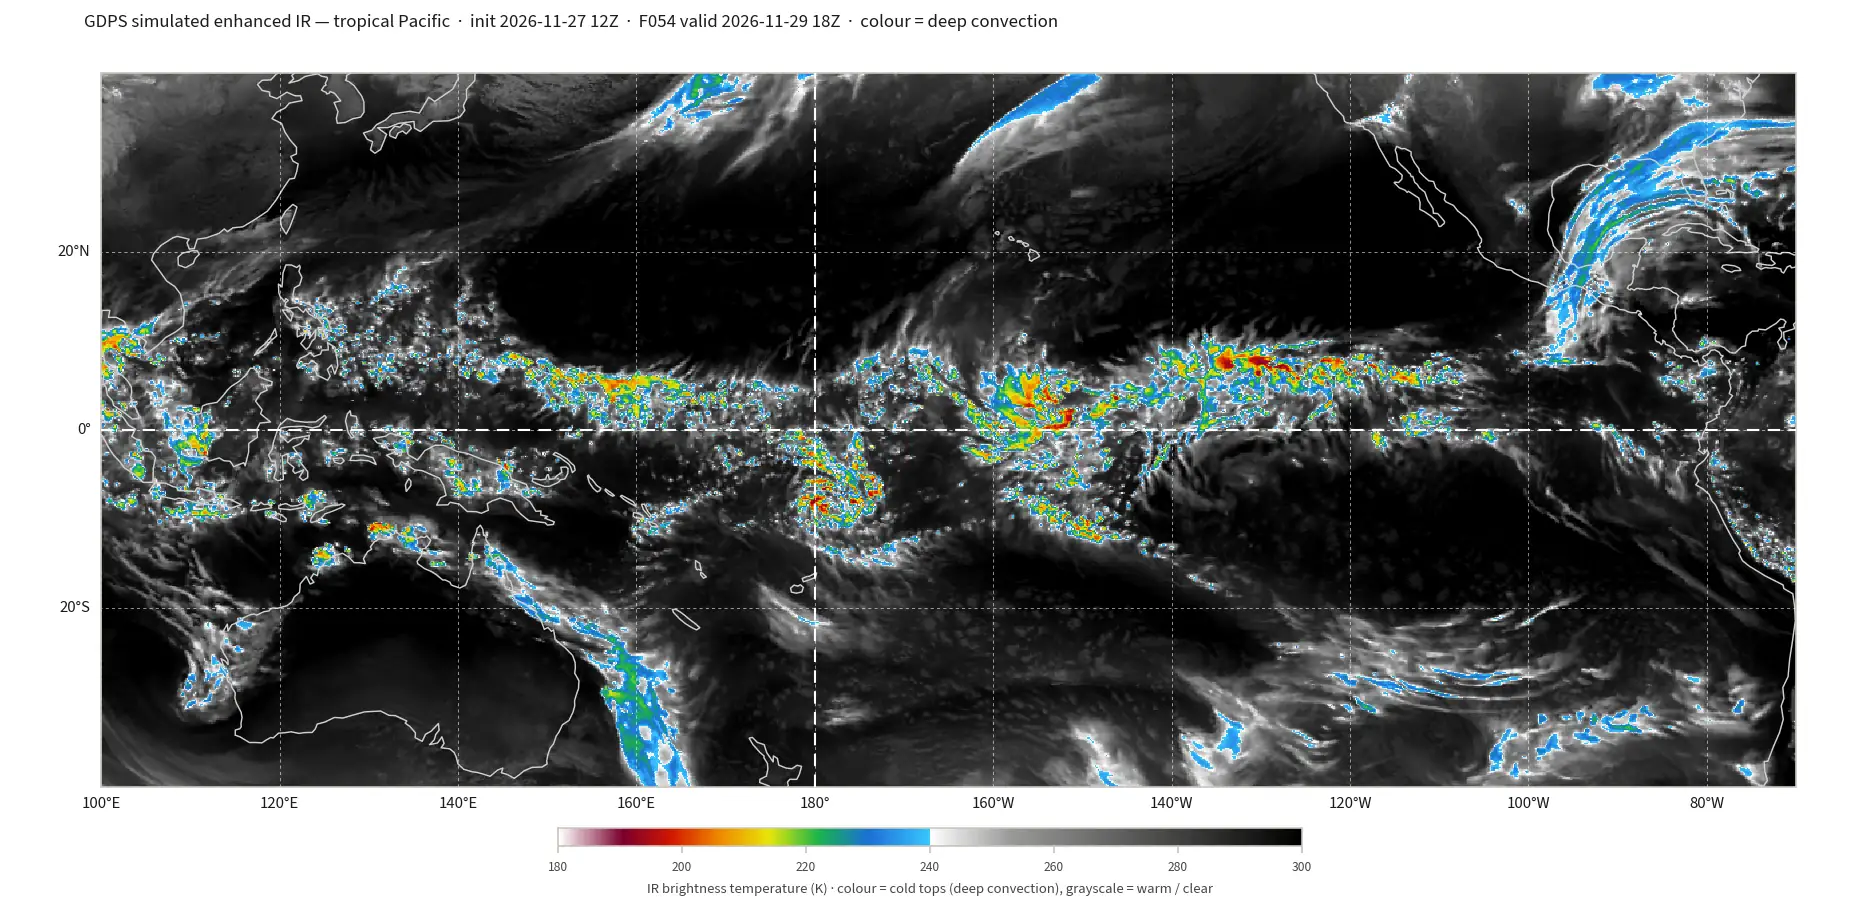 GDPS simulated enhanced IR — tropical Pacific · init 2026-11-27 12Z · F054 valid 2026-11-29 18Z · colour = deep convection
20°N
0°
20°S
100°E 120°E 140°E 160°E 180° 160°W 140°W 120°W 100°W 80°W
180 200 220 240 260 280 300
IR brightness temperature (K) · colour = cold tops (deep convection), grayscale = warm / clear